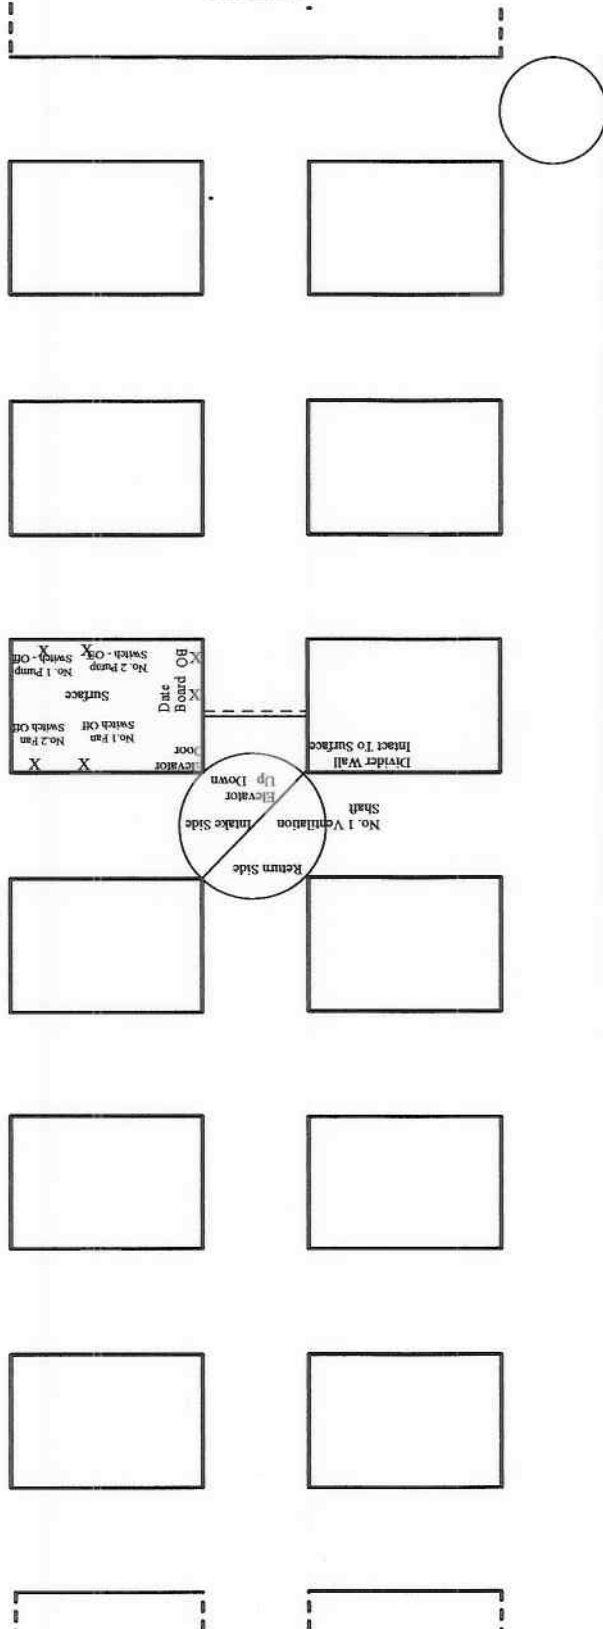 Return Side
No. 1 Ventilation
Shaft
Intake Side
Elevator
Up Down
Divider Wall
Intact To Surface
Elevator
Door
X
X
No.1 Fan
Switch Off
No.2 Fan
Switch Off
Surface
Date
Board
X
OB
X
No. 2 Pump
Switch - Off
X
No. 1 Pump
Switch - Off
X